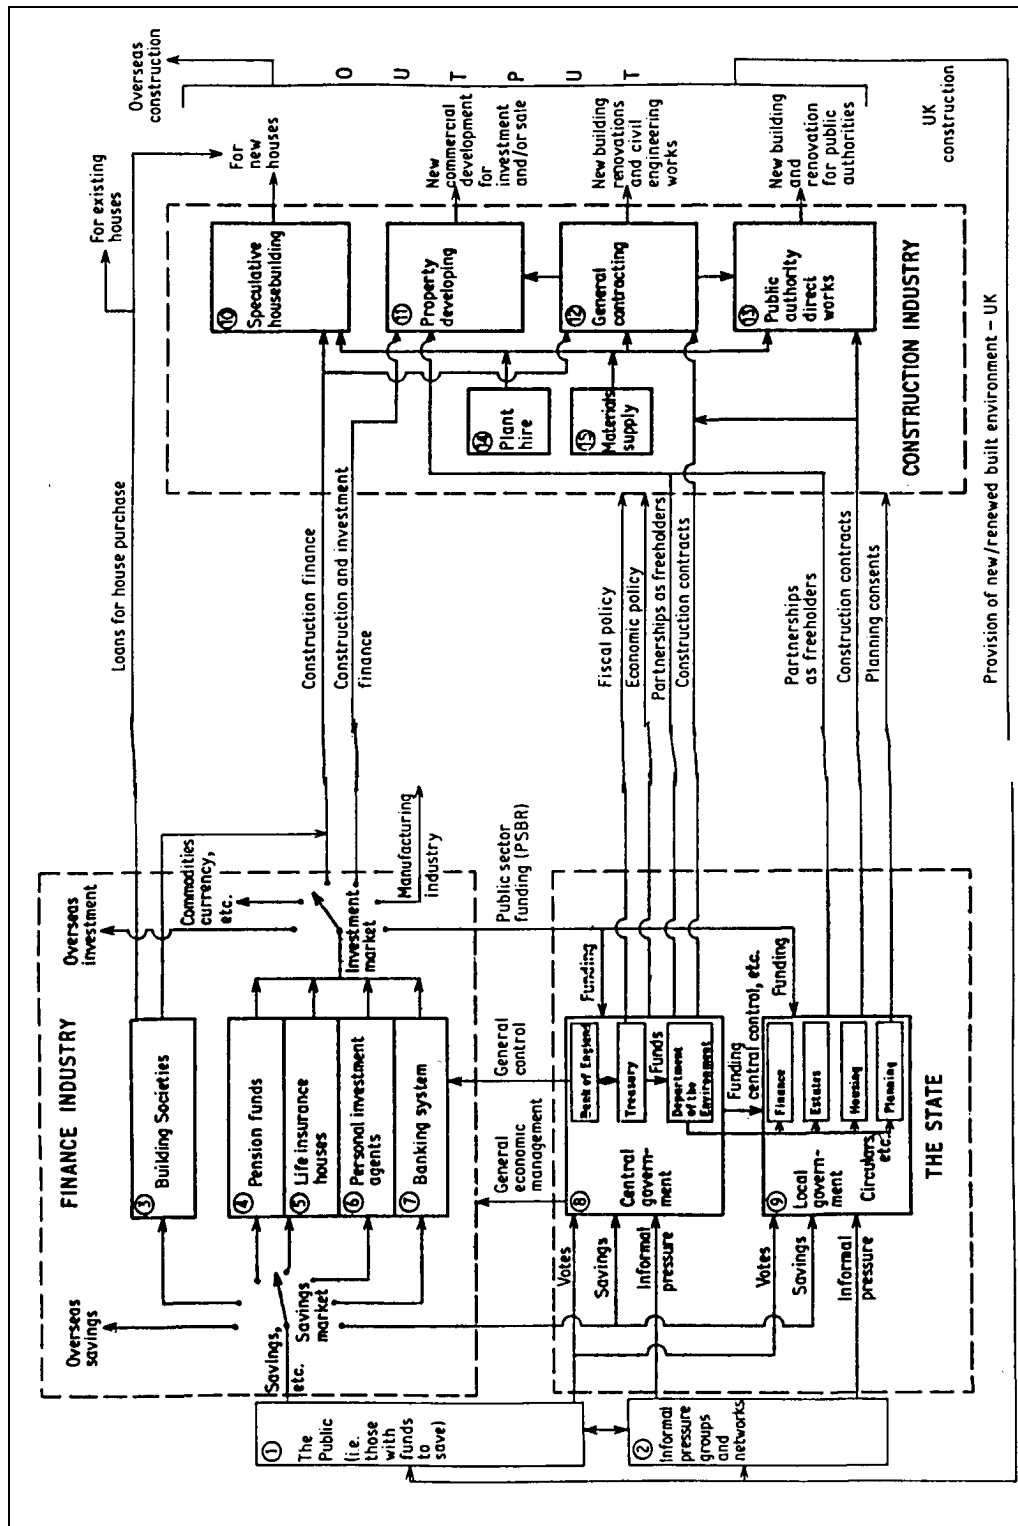 FINANCE INDUSTRY
Overseas
savings
Overseas
investment
Commodities
currency,
etc.
Loans for house purchase
For existing
houses
For
new
houses
Overseas
construction
③
Building Societies
④
Pension funds
⑤
Life insurance
houses
⑥
Personal investment
agents
⑦
Banking system
Savings,
etc.
Savings
market
Investment
market
Manufacturing
industry
Construction finance
Construction and investment
finance
①
The
Public
(i.e. those
with
funds
to
save)
②
Informal
pressure
groups
and
networks
General
economic
management
General
control
Public sector
funding (PSBR)
Votes
Savings
Informal
pressure
⑧
Central
govern-
ment
Bank of England
Treasury
Funds
Department
of the
Environment
Funding
Funding
central control, etc.
Funding
Votes
Savings
Informal
pressure
⑨
Local
govern-
ment
Circulars,
etc.
Finance
Estates
Housing
Planning
THE STATE
Fiscal policy
Economic policy
Partnerships as freeholders
Construction contracts
Partnerships
as freeholders
Construction contracts
Planning consents
⑩
Speculative
housebuilding
⑪
Property
developing
⑫
General
contracting
⑬
Public
authority
direct
works
⑭
Plant
hire
⑮
Materials
supply
CONSTRUCTION INDUSTRY
New
commercial
development
for
investment
and/or sale
New building
renovations
and civil
engineering
works
New building
and
renovation
for public
authorities
OUTPUT
UK
construction
Provision of new/renewed built environment – UK